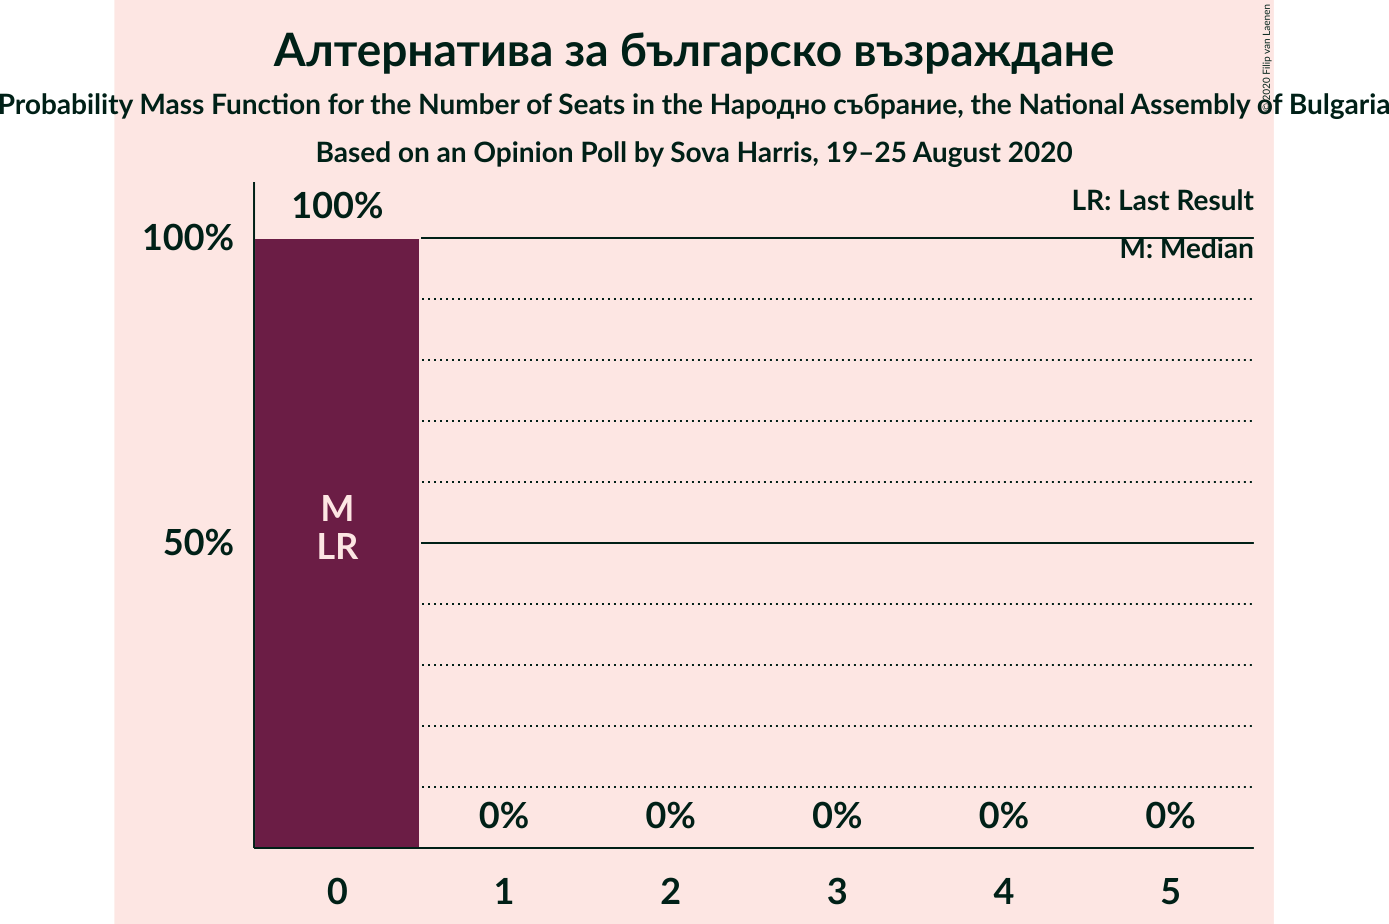 Алтернатива за българско възраждане
Probability Mass Function for the Number of Seats in the Народно събрание, the National Assembly of Bulgaria
Based on an Opinion Poll by Sova Harris, 19–25 August 2020
© 2020 Filip van Laenen
LR: Last Result
M: Median
100%
100%
50%
M
LR
0% 0% 0% 0% 0%
0 1 2 3 4 5